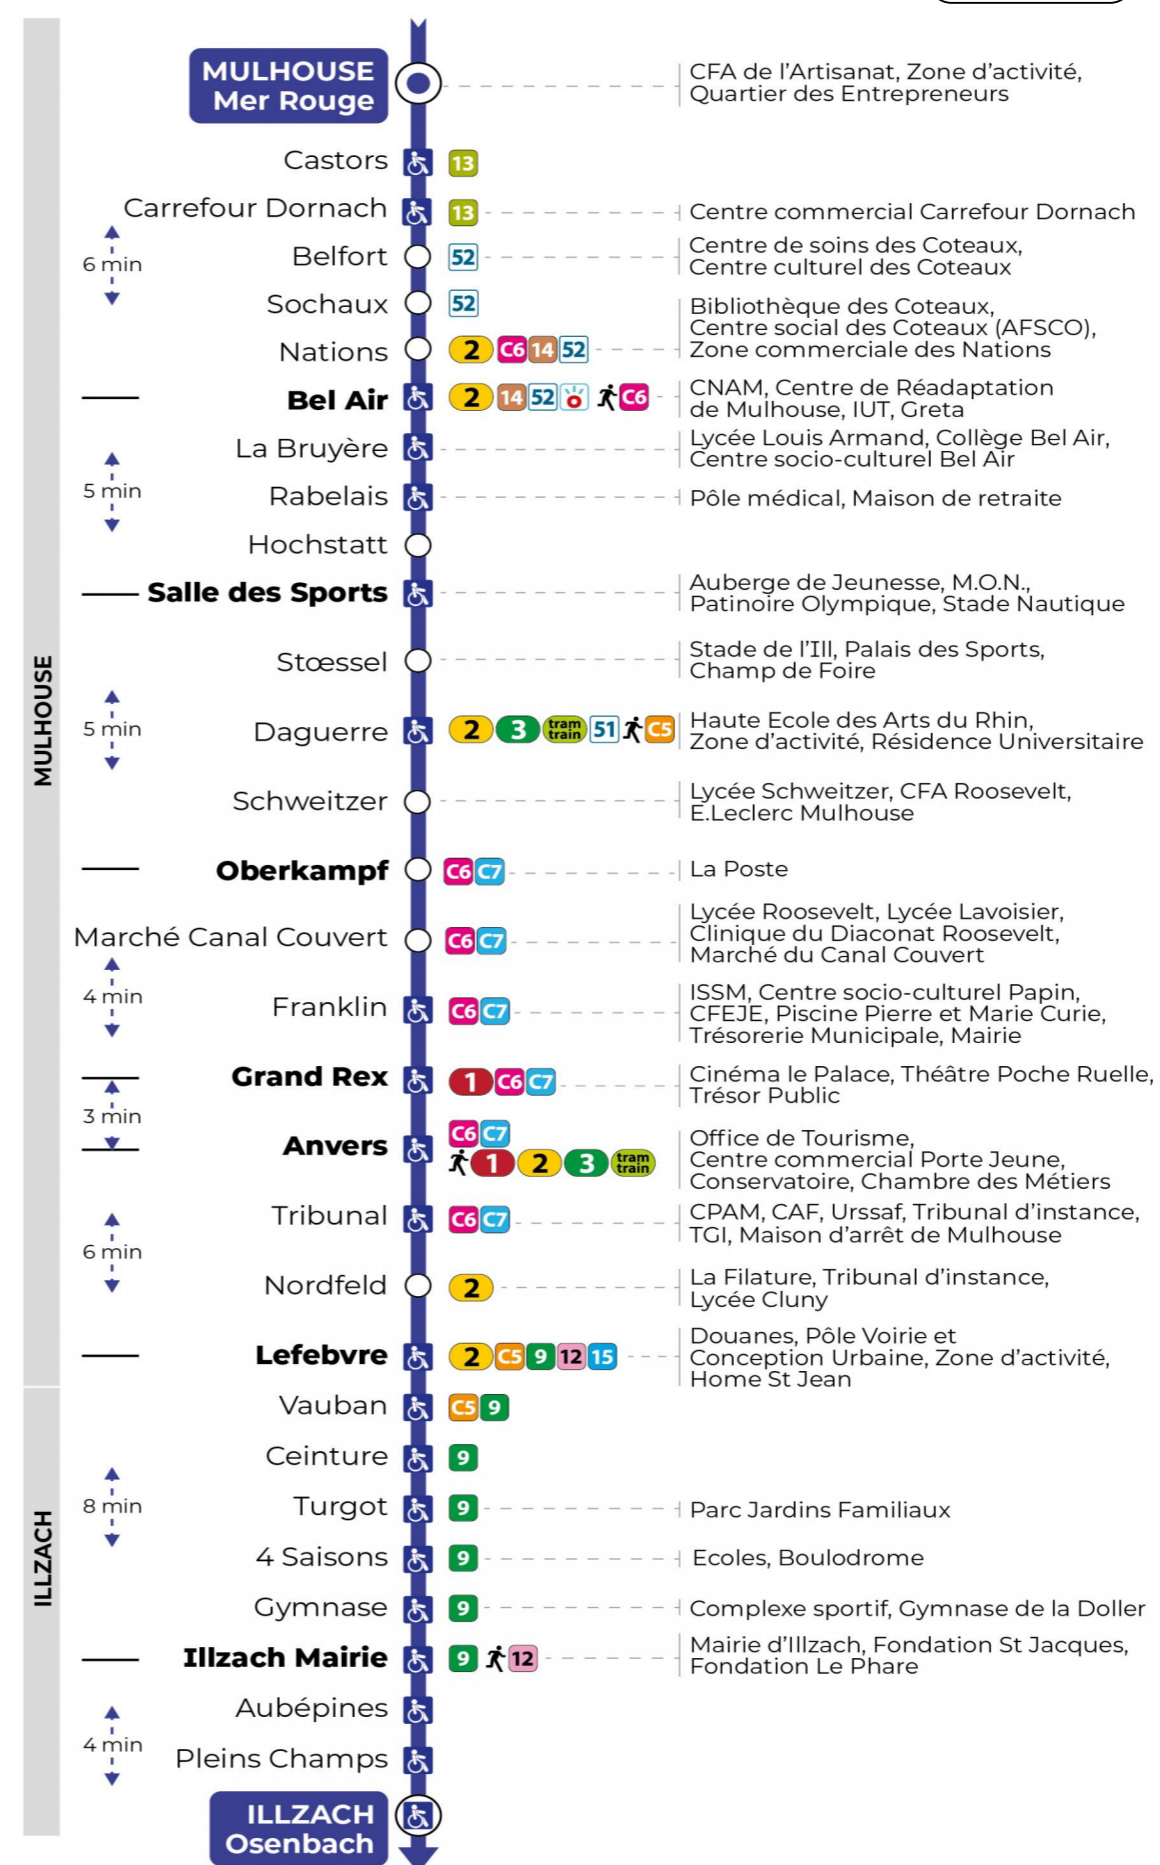 MULHOUSE
Mer Rouge
CFA de l'Artisanat, Zone d'activité,
Quartier des Entrepreneurs
Castors 13
Carrefour Dornach 13 Centre commercial Carrefour Dornach
6 min
Belfort 52 Centre de soins des Coteaux,
Centre culturel des Coteaux
Sochaux 52
Nations 2 C6 14 52
Bibliothèque des Coteaux,
Centre social des Coteaux (AFSCO),
Zone commerciale des Nations
Bel Air 2 14 52 C6
CNAM, Centre de Réadaptation
de Mulhouse, IUT, Greta
La Bruyère
Lycée Louis Armand, Collège Bel Air,
Centre socio-culturel Bel Air
5 min
Rabelais Pôle médical, Maison de retraite
Hochstatt
Salle des Sports
Auberge de Jeunesse, M.O.N.,
Patinoire Olympique, Stade Nautique
MULHOUSE
Stœssel
Stade de l'Ill, Palais des Sports,
Champ de Foire
5 min
Daguerre 2 3 tram train 51 C5
Haute Ecole des Arts du Rhin,
Zone d'activité, Résidence Universitaire
Schweitzer
Lycée Schweitzer, CFA Roosevelt,
E.Leclerc Mulhouse
Oberkampf C6 C7 La Poste
Marché Canal Couvert C6 C7
Lycée Roosevelt, Lycée Lavoisier,
Clinique du Diaconat Roosevelt,
Marché du Canal Couvert
4 min
Franklin C6 C7
ISSM, Centre socio-culturel Papin,
CFEJE, Piscine Pierre et Marie Curie,
Trésorerie Municipale, Mairie
Grand Rex 1 C6 C7
Cinéma le Palace, Théâtre Poche Ruelle,
Trésor Public
3 min
Anvers C6 C7
1 2 3 tram train
Office de Tourisme,
Centre commercial Porte Jeune,
Conservatoire, Chambre des Métiers
Tribunal C6 C7
CPAM, CAF, Urssaf, Tribunal d'instance,
TGI, Maison d'arrêt de Mulhouse
6 min
Nordfeld 2
La Filature, Tribunal d'instance,
Lycée Cluny
Lefebvre 2 C5 9 12 15
Douanes, Pôle Voirie et
Conception Urbaine, Zone d'activité,
Home St Jean
Vauban C5 9
Ceinture 9
8 min
Turgot 9 Parc Jardins Familiaux
ILLZACH
4 Saisons 9 Ecoles, Boulodrome
Gymnase 9 Complexe sportif, Gymnase de la Doller
Illzach Mairie 9 12
Mairie d'Illzach, Fondation St Jacques,
Fondation Le Phare
Aubépines
4 min
Pleins Champs
ILLZACH
Osenbach